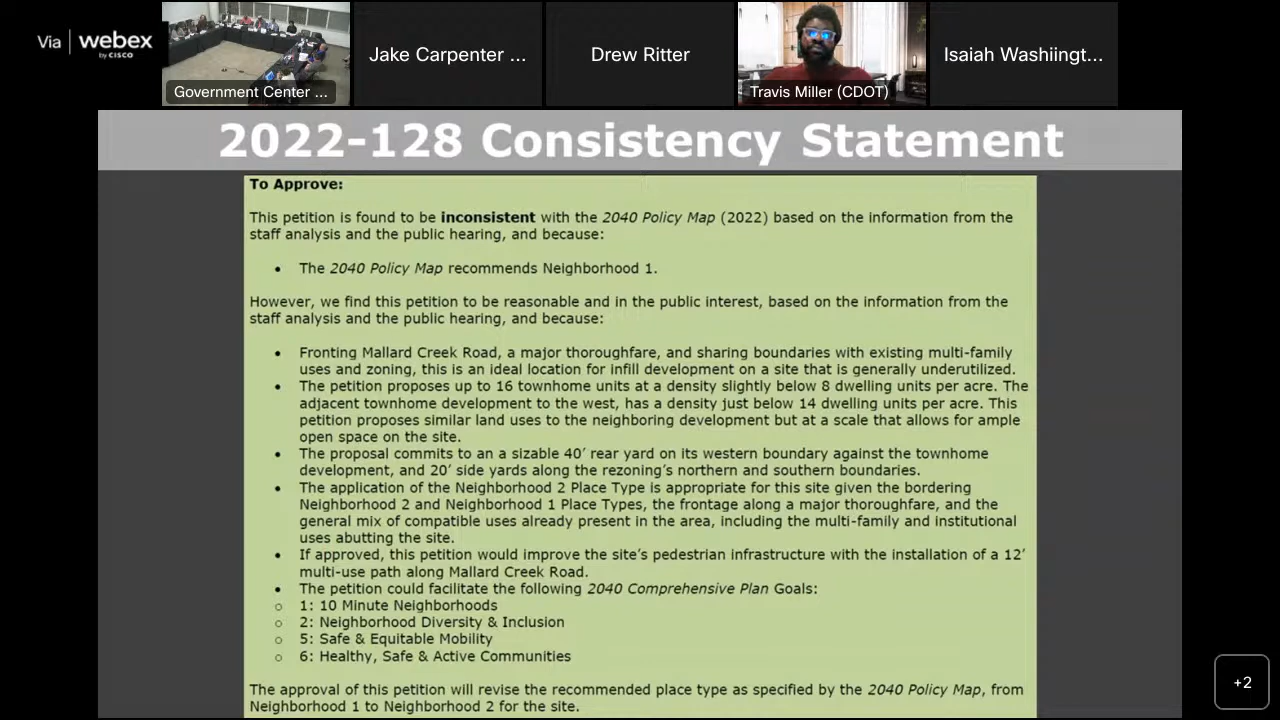 Via | webex
by CISCO
Government Center ...
Jake Carpenter ...
Drew Ritter
Travis Miller (CDOT)
Isaiah Washiingt...
2022-128 Consistency Statement
To Approve:
This petition is found to be inconsistent with the 2040 Policy Map (2022) based on the information from the
staff analysis and the public hearing, and because:
• The 2040 Policy Map recommends Neighborhood 1.
However, we find this petition to be reasonable and in the public interest, based on the information from the
staff analysis and the public hearing, and because:
• Fronting Mallard Creek Road, a major thoroughfare, and sharing boundaries with existing multi-family
uses and zoning, this is an ideal location for infill development on a site that is generally underutilized.
• The petition proposes up to 16 townhome units at a density slightly below 8 dwelling units per acre. The
adjacent townhome development to the west, has a density just below 14 dwelling units per acre. This
petition proposes similar land uses to the neighboring development but at a scale that allows for ample
open space on the site.
• The proposal commits to an a sizable 40’ rear yard on its western boundary against the townhome
development, and 20’ side yards along the rezoning’s northern and southern boundaries.
• The application of the Neighborhood 2 Place Type is appropriate for this site given the bordering
Neighborhood 2 and Neighborhood 1 Place Types, the frontage along a major thoroughfare, and the
general mix of compatible uses already present in the area, including the multi-family and institutional
uses abutting the site.
• If approved, this petition would improve the site’s pedestrian infrastructure with the installation of a 12’
multi-use path along Mallard Creek Road.
• The petition could facilitate the following 2040 Comprehensive Plan Goals:
○ 1: 10 Minute Neighborhoods
○ 2: Neighborhood Diversity & Inclusion
○ 5: Safe & Equitable Mobility
○ 6: Healthy, Safe & Active Communities
The approval of this petition will revise the recommended place type as specified by the 2040 Policy Map, from
Neighborhood 1 to Neighborhood 2 for the site.
+2